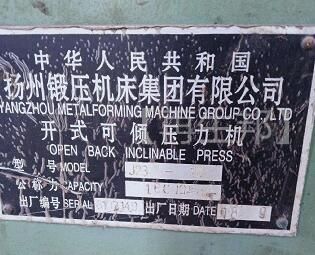 中华人民共和国
扬州锻压机床集团有限公司
YANGZHOU METALFORMING MACHINE GROUP CO., LTD
开式可倾压力机
OPEN BACK INCLINABLE PRESS
型号 MODEL
公称力 CAPACITY
出厂编号 SERIAL 出厂日期 DATE